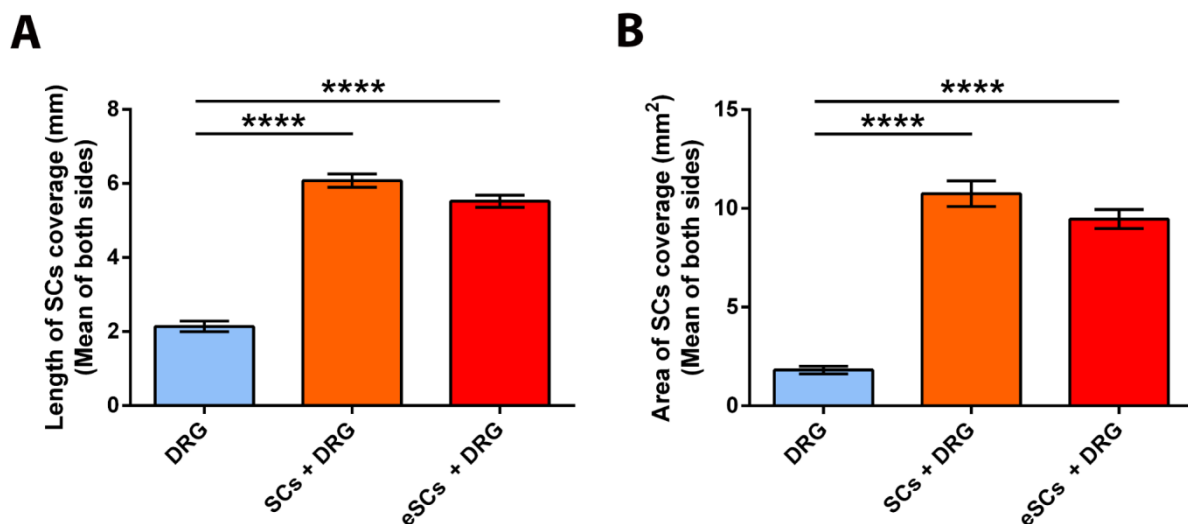 A
Length of SCs coverage (mm)
(Mean of both sides)
8
6
4
2
0
****
****
DRG
SCs + DRG
eSCs + DRG
B
Area of SCs coverage (mm²)
(Mean of both sides)
15
10
5
0
****
****
DRG
SCs + DRG
eSCs + DRG